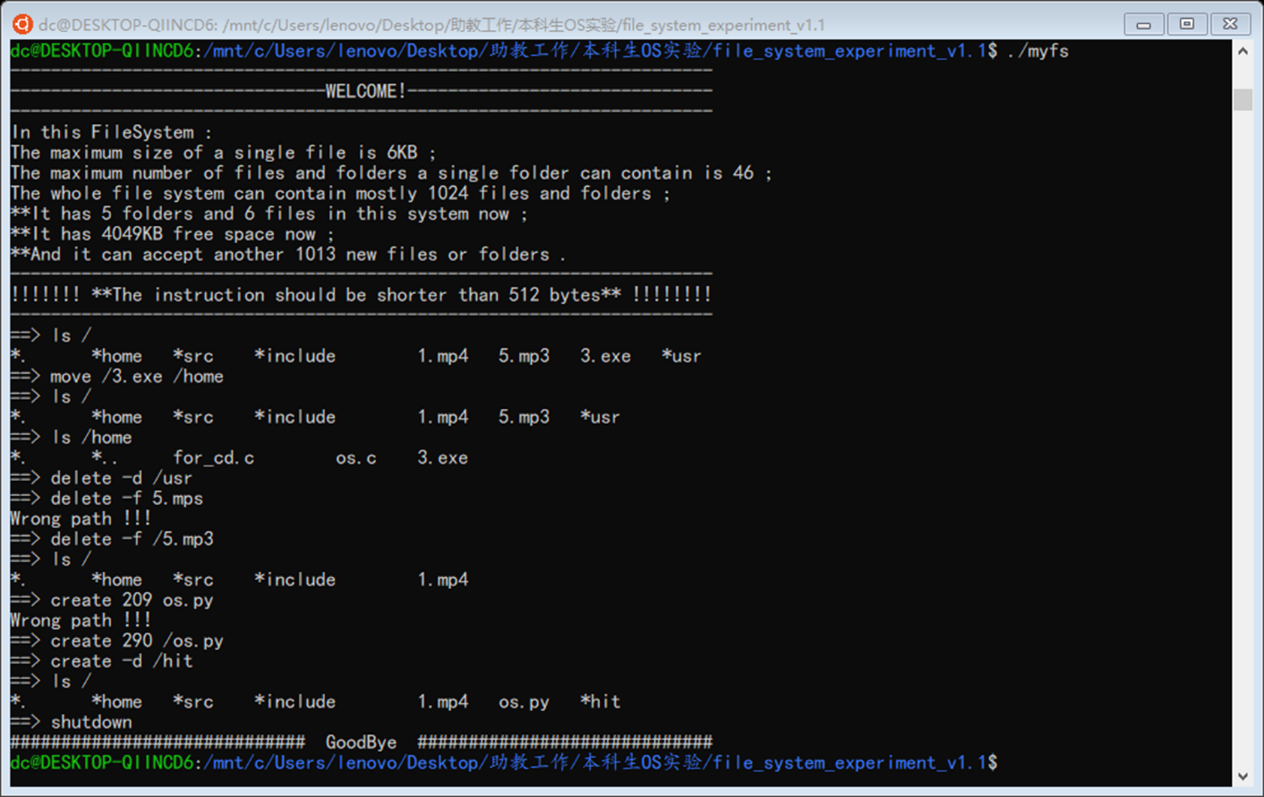 dc@DESKTOP-QIINCD6: /mnt/c/Users/lenovo/Desktop/助教工作/本科生OS实验/file_system_experiment_v1.1
dc@DESKTOP-QIINCD6:/mnt/c/Users/lenovo/Desktop/助教工作/本科生OS实验/file_system_experiment_v1.1$ ./myfs
---------------------------------------------------------------------
-------------------------------WELCOME!------------------------------
---------------------------------------------------------------------
In this FileSystem :
The maximum size of a single file is 6KB ;
The maximum number of files and folders a single folder can contain is 46 ;
The whole file system can contain mostly 1024 files and folders ;
**It has 5 folders and 6 files in this system now ;
**It has 4049KB free space now ;
**And it can accept another 1013 new files or folders .
---------------------------------------------------------------------
!!!!!!! **The instruction should be shorter than 512 bytes** !!!!!!!!
---------------------------------------------------------------------
==> ls /
*.      *home   *src    *include        1.mp4   5.mp3   3.exe   *usr
==> move /3.exe /home
==> ls /
*.      *home   *src    *include        1.mp4   5.mp3   *usr
==> ls /home
*.      *..     for_cd.c        os.c    3.exe
==> delete -d /usr
==> delete -f 5.mps
Wrong path !!!
==> delete -f /5.mp3
==> ls /
*.      *home   *src    *include        1.mp4
==> create 209 os.py
Wrong path !!!
==> create 290 /os.py
==> create -d /hit
==> ls /
*.      *home   *src    *include        1.mp4   os.py   *hit
==> shutdown
#############################  GoodBye  #############################
dc@DESKTOP-QIINCD6:/mnt/c/Users/lenovo/Desktop/助教工作/本科生OS实验/file_system_experiment_v1.1$